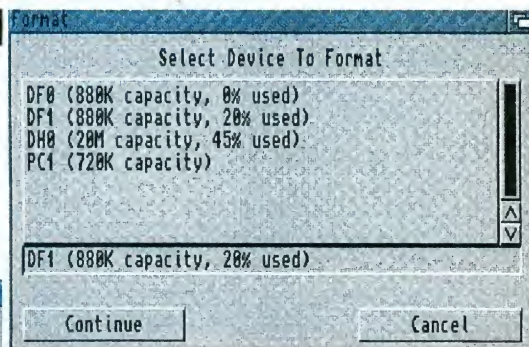 Format
Select Device To Format
DF0 (880K capacity, 0% used)
DF1 (880K capacity, 20% used)
DH0 (20M capacity, 45% used)
PC1 (720K capacity)
DF1 (880K capacity, 20% used)
Continue
Cancel